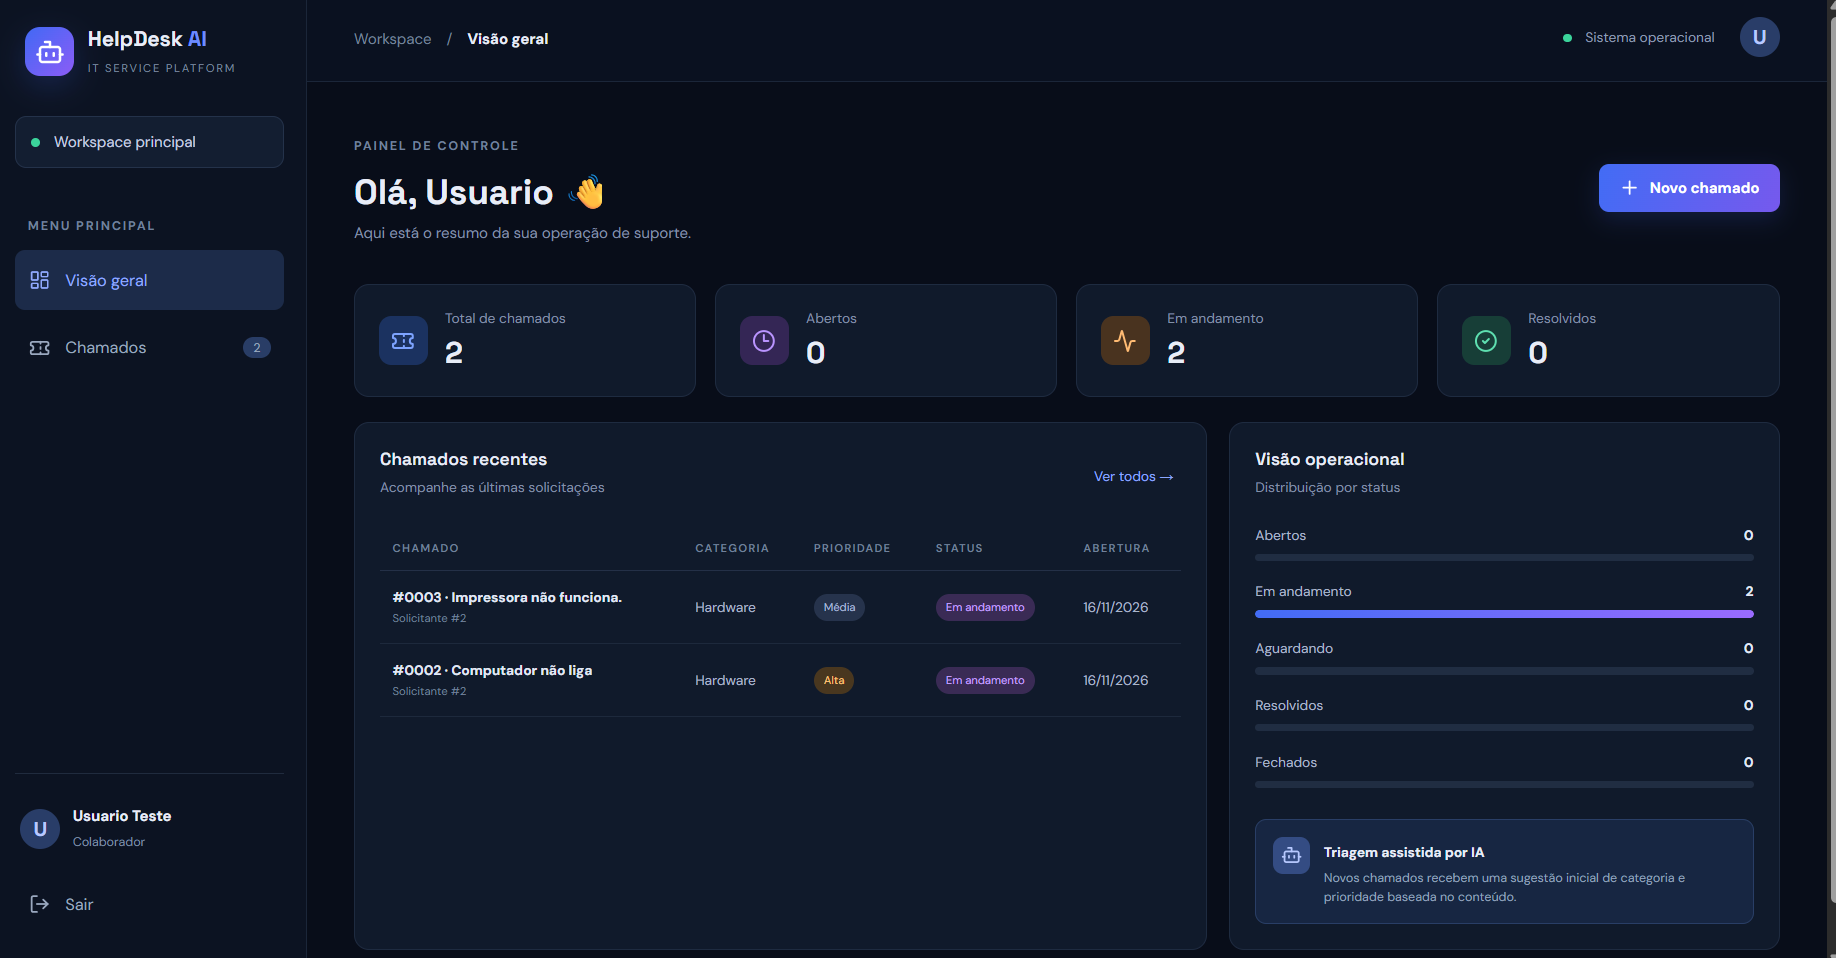 HelpDesk AI
IT SERVICE PLATFORM
Workspace principal
MENU PRINCIPAL
Visão geral
Chamados 2
U
Usuario Teste
Colaborador
Sair
Workspace / Visão geral
Sistema operacional U
PAINEL DE CONTROLE
Olá, Usuario 👋
Aqui está o resumo da sua operação de suporte.
+ Novo chamado
Total de chamados
2
Abertos
0
Em andamento
2
Resolvidos
0
Chamados recentes
Acompanhe as últimas solicitações
Ver todos →
CHAMADO CATEGORIA PRIORIDADE STATUS ABERTURA
#0003 · Impressora não funciona. Hardware Média Em andamento 16/11/2026
Solicitante #2
#0002 · Computador não liga Hardware Alta Em andamento 16/11/2026
Solicitante #2
Visão operacional
Distribuição por status
Abertos 0
Em andamento 2
Aguardando 0
Resolvidos 0
Fechados 0
Triagem assistida por IA
Novos chamados recebem uma sugestão inicial de categoria e
prioridade baseada no conteúdo.